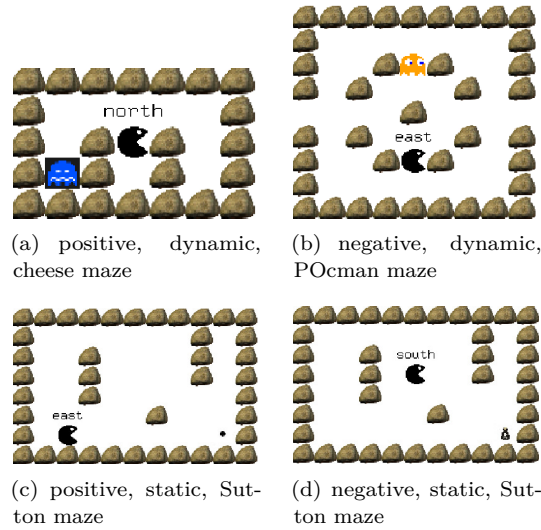 north
east
(a) positive, dynamic,
cheese maze
(b) negative, dynamic,
POcman maze
east
south
(c) positive, static, Sut-
ton maze
(d) negative, static, Sut-
ton maze